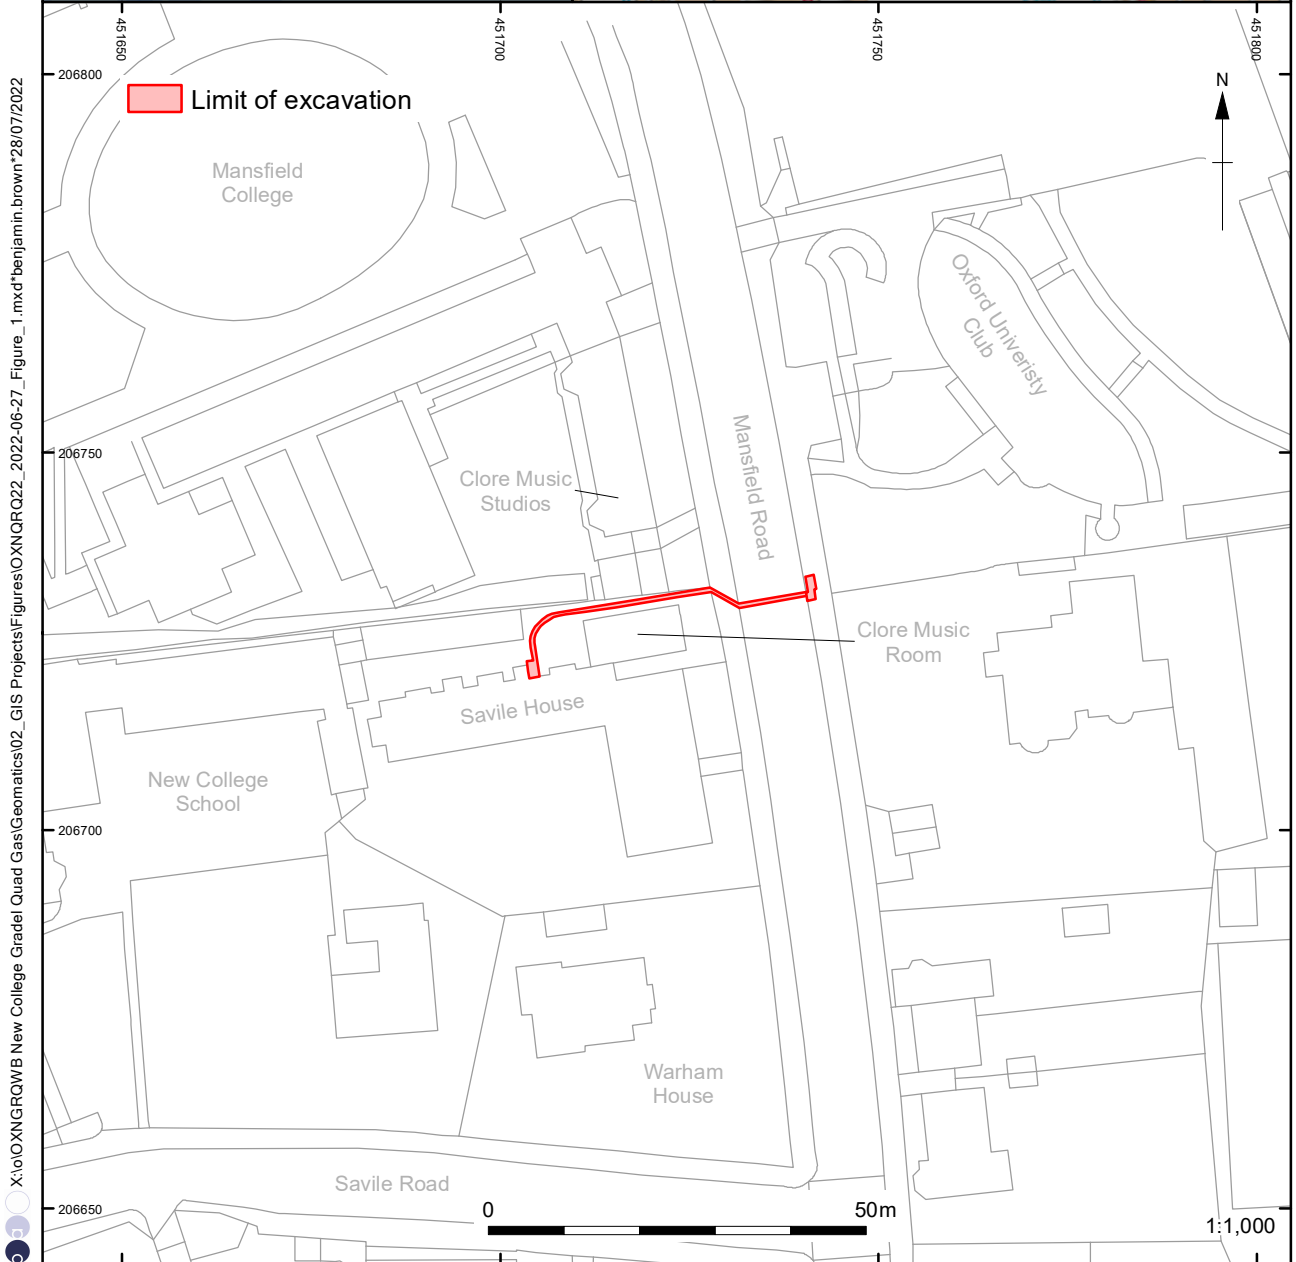 451650
451700
451750
451800
206800
Limit of excavation
N
Mansfield
College
Oxford Univeristy
Club
206750
Mansfield Road
Clore Music
Studios
Clore Music
Room
Savile House
New College
School
206700
Warham
House
Savile Road
206650
0
50m
1:1,000
X:\o\OXNGRQWB New College Gradel Quad Gas\Geomatics\02_GIS Projects\Figures\OXNQRQ22_2022-06-27_Figure_1.mxd*benjamin.brown*28/07/2022